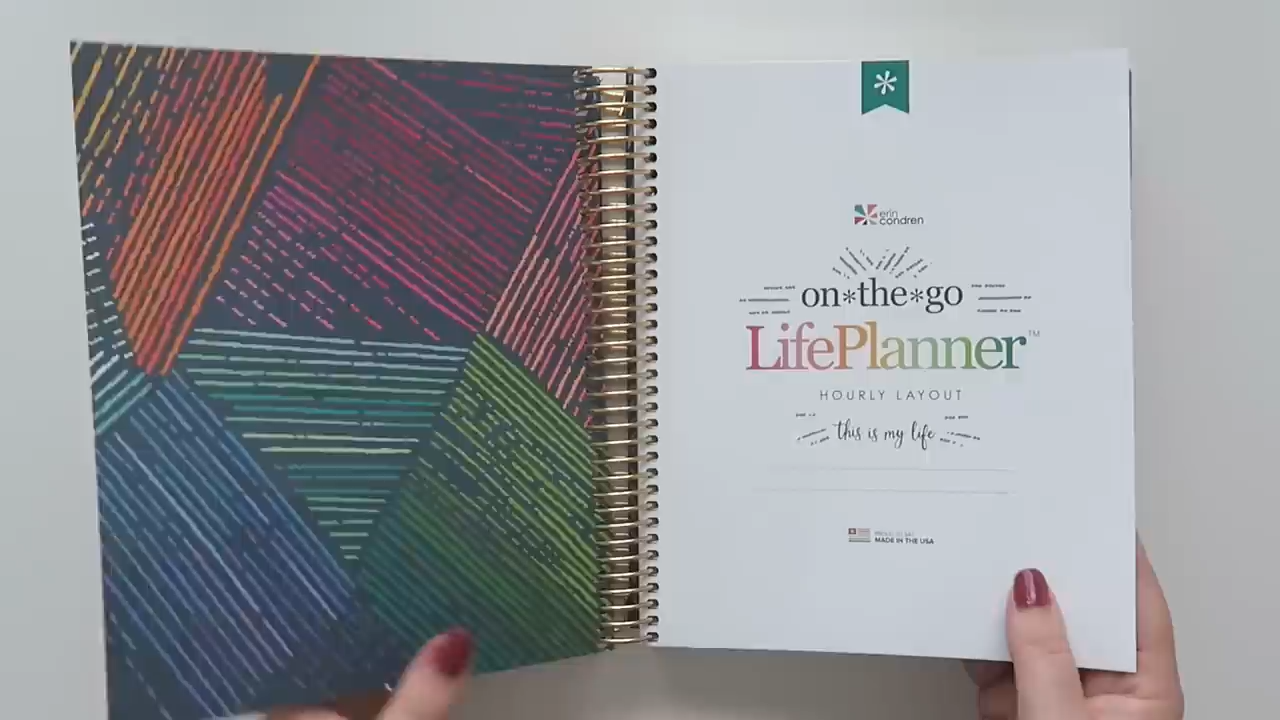 erin
condren
on*the*go
LifePlanner™
HOURLY LAYOUT
this is my life
MADE IN THE USA